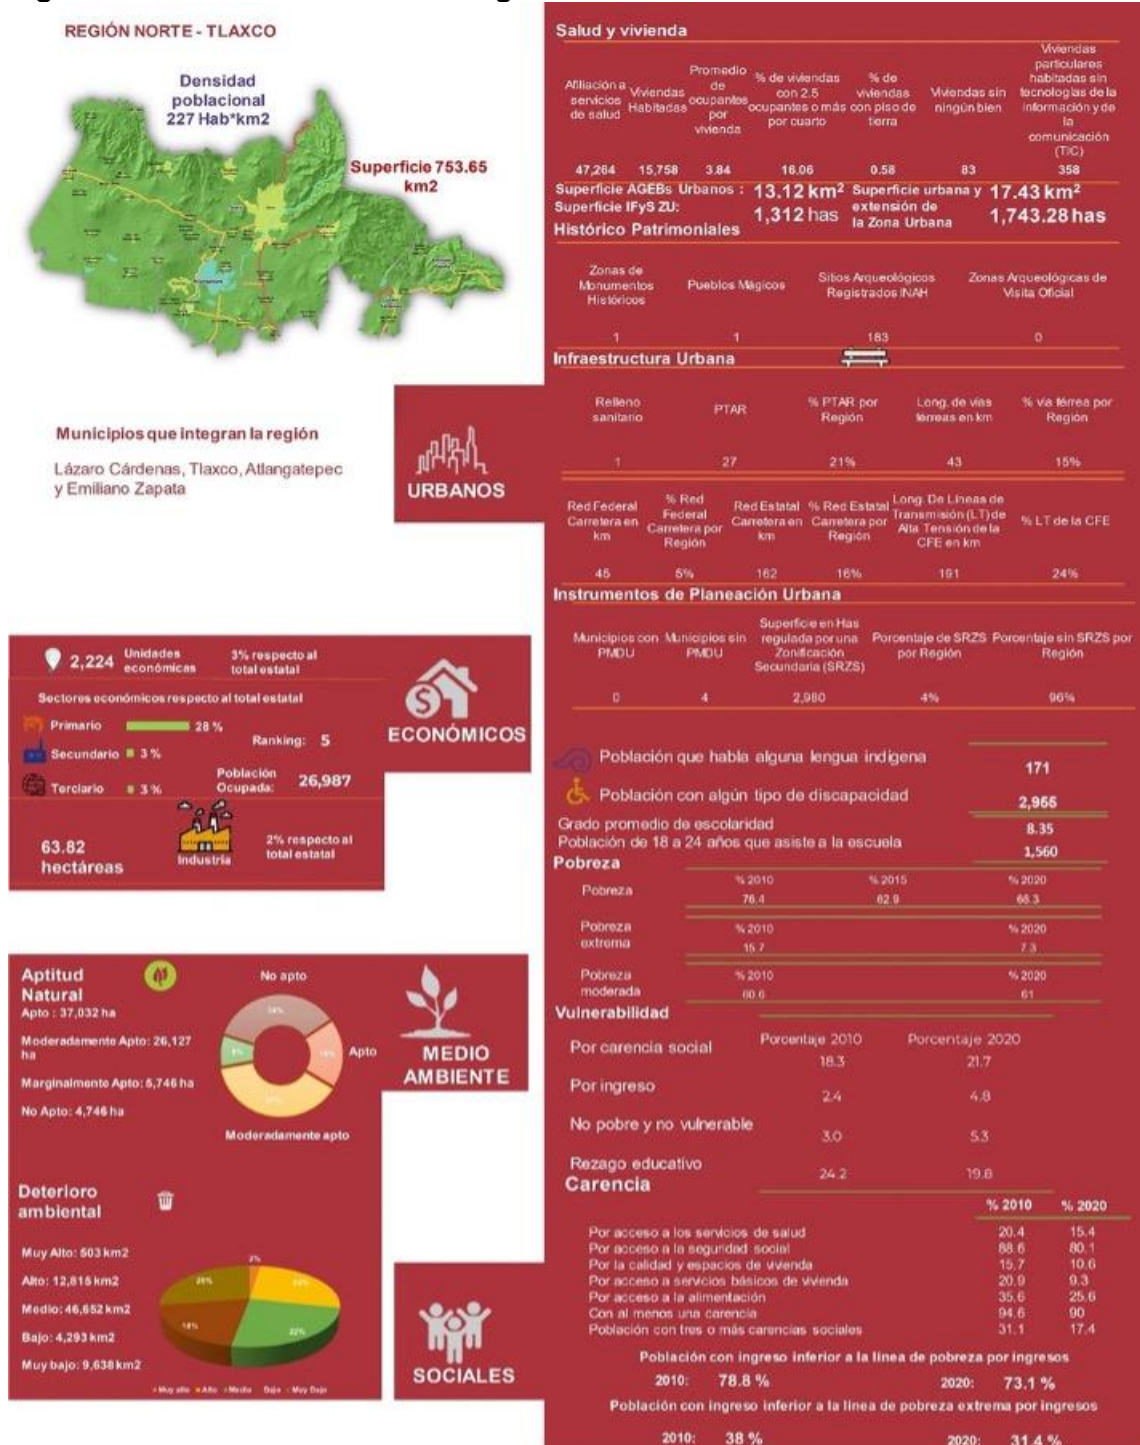 REGIÓN NORTE - TLAXCO
Densidad
poblacional
227 Hab*km2
Superficie 753.65
km2
Municipios que integran la región
Lázaro Cárdenas, Tlaxco, Atlangatepec
y Emiliano Zapata
URBANOS
2,224 Unidades económicas 3% respecto al total estatal
Sectores económicos respecto al total estatal
Primario 28 %
Secundario 3 %
Terciario 3 %
Ranking: 5
Población Ocupada: 26,987
63.82
hectáreas
Industria
2% respecto al
total estatal
ECONÓMICOS
Aptitud
Natural
Apto : 37,032 ha
Moderadamente Apto: 26,127
ha
Marginalmente Apto: 5,746 ha
No Apto: 4,746 ha
No apto
Apto
Moderadamente apto
MEDIO
AMBIENTE
Deterioro
ambiental
Muy Alto: 503 km2
Alto: 12,815 km2
Medio: 46,652 km2
Bajo: 4,293 km2
Muy bajo: 9,638 km2
Muy alto Alto Medio Bajo Muy Bajo
SOCIALES
Salud y vivienda
Afiliación a servicios de salud
Viviendas Habitadas
Promedio de ocupantes por vivienda
% de viviendas con 2.5 ocupantes o más por cuarto
% de viviendas con piso de tierra
Viviendas sin ningún bien
Viviendas particulares habitadas sin tecnologías de la información y de la comunicación (TIC)
47,264 15,758 3.84 16.06 0.58 83 358
Superficie AGEBs Urbanos : 13.12 km²
Superficie IFyS ZU: 1,312 has
Superficie urbana y extensión de la Zona Urbana
17.43 km²
1,743.28 has
Histórico Patrimoniales
Zonas de Monumentos Históricos
Pueblos Mágicos
Sitios Arqueológicos Registrados INAH
Zonas Arqueológicas de Visita Oficial
1 1 183 0
Infraestructura Urbana
Relleno sanitario
PTAR
% PTAR por Región
Long. de vías férreas en km
% vía férrea por Región
1 27 21% 43 15%
Red Federal Carretera en km
% Red Federal Carretera por Región
Red Estatal Carretera en km
% Red Estatal Carretera por Región
Long. De Líneas de Transmisión (LT) de Alta Tensión de la CFE en km
% LT de la CFE
45 5% 162 16% 191 24%
Instrumentos de Planeación Urbana
Municipios con PMDU
Municipios sin PMDU
Superficie en Has regulada por una Zonificación Secundaria (SRZS)
Porcentaje de SRZS por Región
Porcentaje sin SRZS por Región
0 4 2,980 4% 96%
Población que habla alguna lengua indígena 171
Población con algún tipo de discapacidad 2,955
Grado promedio de escolaridad 8.35
Población de 18 a 24 años que asiste a la escuela 1,560
Pobreza
% 2010 % 2015 % 2020
Pobreza 76.4 62.9 68.3
% 2010 % 2020
Pobreza extrema 15.7 7.3
% 2010 % 2020
Pobreza moderada 60.6 61
Vulnerabilidad
Porcentaje 2010 Porcentaje 2020
Por carencia social 18.3 21.7
Por ingreso 2.4 4.8
No pobre y no vulnerable 3.0 5.3
Rezago educativo 24.2 19.8
Carencia
% 2010 % 2020
Por acceso a los servicios de salud 20.4 15.4
Por acceso a la seguridad social 88.6 80.1
Por la calidad y espacios de vivienda 15.7 10.6
Por acceso a servicios básicos de vivienda 20.9 9.3
Por acceso a la alimentación 35.6 25.6
Con al menos una carencia 94.6 90
Población con tres o más carencias sociales 31.1 17.4
Población con ingreso inferior a la línea de pobreza por ingresos
2010: 78.8 % 2020: 73.1 %
Población con ingreso inferior a la línea de pobreza extrema por ingresos
2010: 38 % 2020: 31.4 %